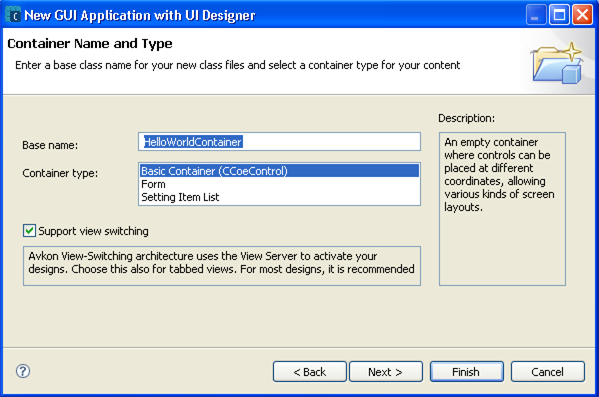 New GUI Application with UI Designer
Container Name and Type
Enter a base class name for your new class files and select a container type for your content
Base name:
HelloWorldContainer
Container type:
Basic Container (CCoeControl)
Form
Setting Item List
Support view switching
Avkon View-Switching architecture uses the View Server to activate your
designs. Choose this also for tabbed views. For most designs, it is recommended
Description:
An empty container
where controls can be
placed at different
coordinates, allowing
various kinds of screen
layouts.
?
< Back
Next >
Finish
Cancel